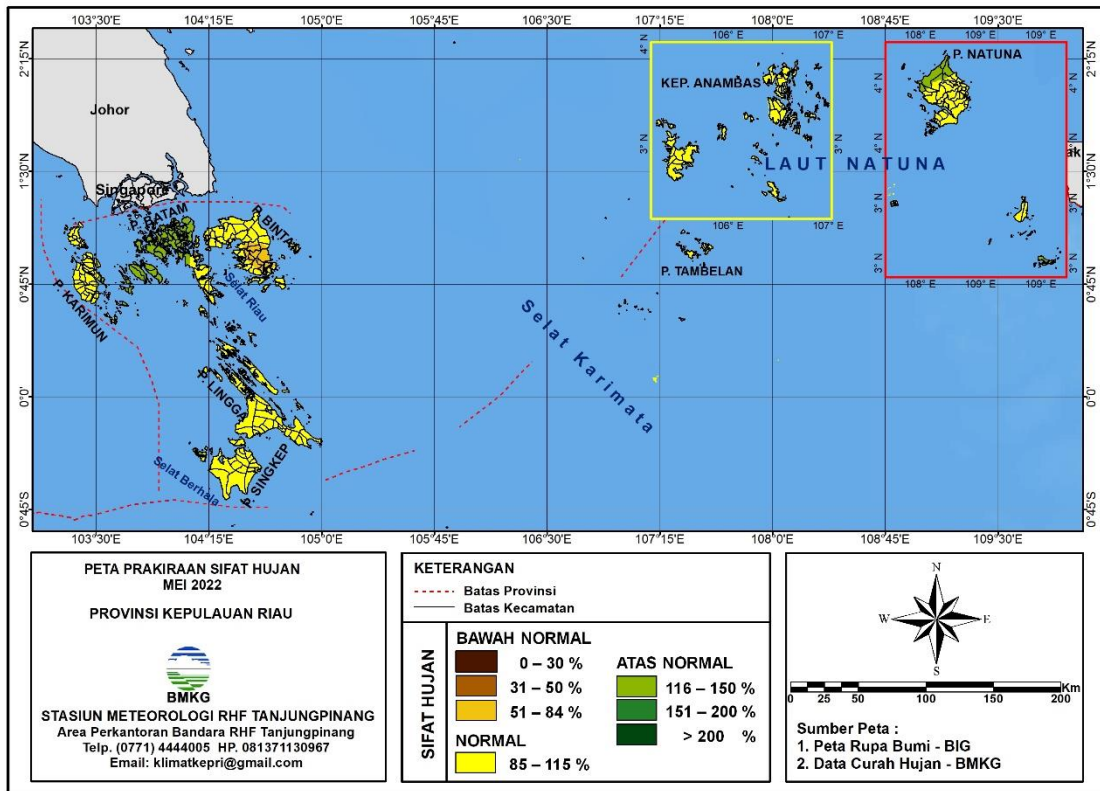 103°30'E 104°15'E 105°0'E 105°45'E 106°30'E 107°15'E 108°0'E 108°45'E 109°30'E
106° E 107° E 108° E 109° E 109° E
2°15'N
1°30'N
0°45'N
0°0'
0°45'S
Johor
Singapore
P. BATAM
P. BINTAN
P. KARIMUN
Selat Riau
P. LINGGA
P. SINGKEP
Selat Berhala
Selat Karimata
P. TAMBELAN
KEP. ANAMBAS
4° N
3° N
3° N
106° E 107° E
LAUT NATUNA
P. NATUNA
4° N 4° N
4° N 4° N
3° N 3° N
3° N 3° N
108° E 109° E 109° E
ak
2°15'N
1°30'N
0°45'N
0°0'
0°45'S
103°30'E 104°15'E 105°0'E 105°45'E 106°30'E 107°15'E 108°0'E 108°45'E 109°30'E
PETA PRAKIRAAN SIFAT HUJAN
MEI 2022
PROVINSI KEPULAUAN RIAU
BMKG
STASIUN METEOROLOGI RHF TANJUNGPINANG
Area Perkantoran Bandara RHF Tanjungpinang
Telp. (0771) 4444005 HP. 081371130967
Email: klimatkepri@gmail.com
KETERANGAN
Batas Provinsi
Batas Kecamatan
SIFAT HUJAN
BAWAH NORMAL
0 – 30 %
31 – 50 %
51 – 84 %
NORMAL
85 – 115 %
ATAS NORMAL
116 – 150 %
151 – 200 %
> 200 %
N
W E
S
0 25 50 100 150 200 Km
Sumber Peta :
1. Peta Rupa Bumi - BIG
2. Data Curah Hujan - BMKG